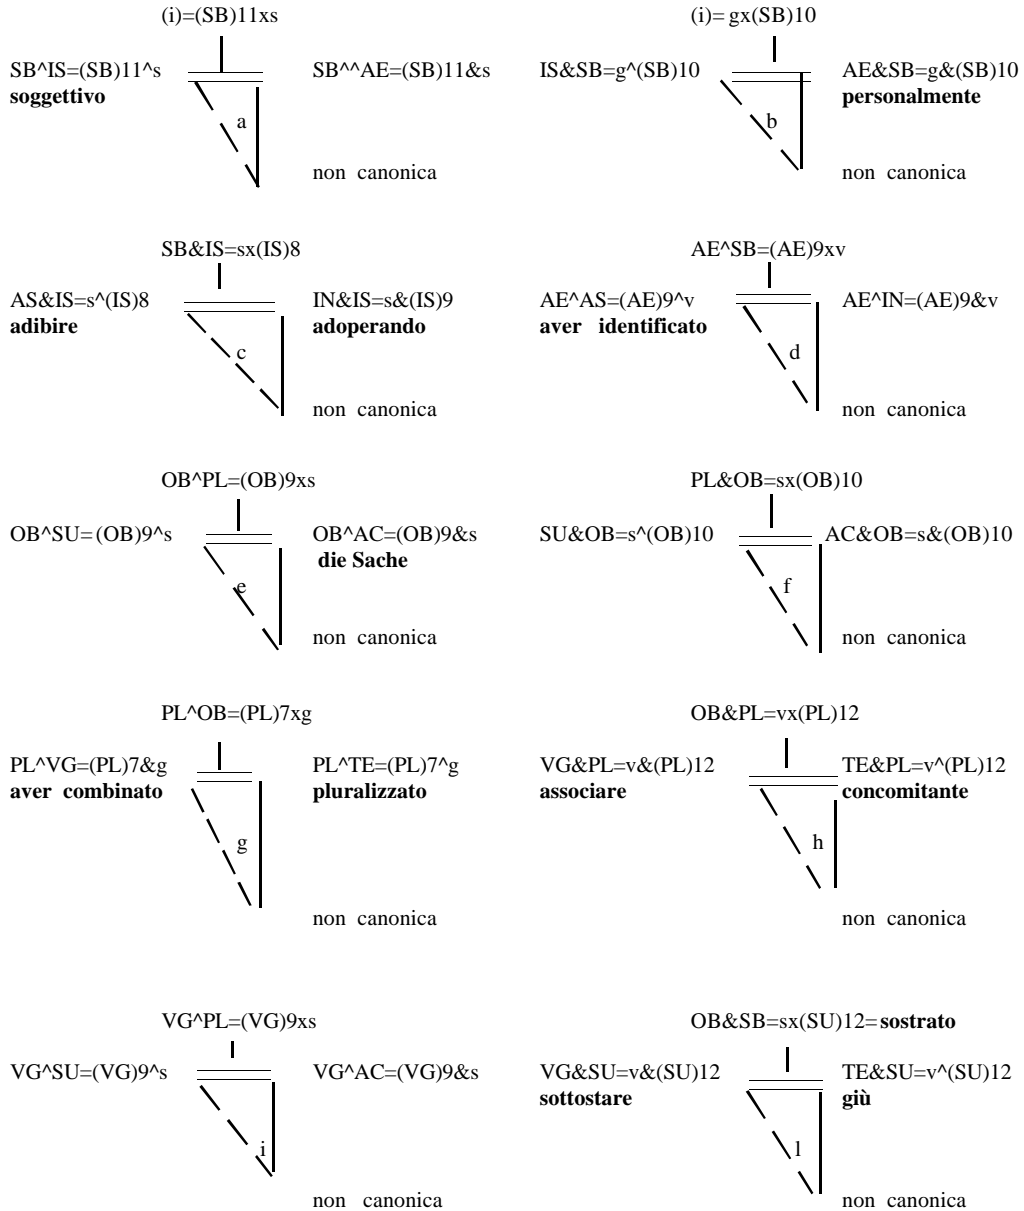 (i)=(SB)11xs
SB^IS=(SB)11^s
soggettivo
SB^^AE=(SB)11&s
a
non canonica
(i)= gx(SB)10
IS&SB=g^(SB)10
AE&SB=g&(SB)10
personalmente
b
non canonica
SB&IS=sx(IS)8
AS&IS=s^(IS)8
adibire
IN&IS=s&(IS)9
adoperando
c
non canonica
AE^SB=(AE)9xv
AE^AS=(AE)9^v
aver identificato
AE^IN=(AE)9&v
d
non canonica
OB^PL=(OB)9xs
OB^SU=(OB)9^s
OB^AC=(OB)9&s
die Sache
e
non canonica
PL&OB=sx(OB)10
SU&OB=s^(OB)10
AC&OB=s&(OB)10
f
non canonica
PL^OB=(PL)7xg
PL^VG=(PL)7&g
aver combinato
PL^TE=(PL)7^g
pluralizzato
g
non canonica
OB&PL=vx(PL)12
VG&PL=v&(PL)12
associare
TE&PL=v^(PL)12
concomitante
h
non canonica
VG^PL=(VG)9xs
VG^SU=(VG)9^s
VG^AC=(VG)9&s
i
non canonica
OB&SB=sx(SU)12=sostrato
VG&SU=v&(SU)12
sottostare
TE&SU=v^(SU)12
giù
l
non canonica